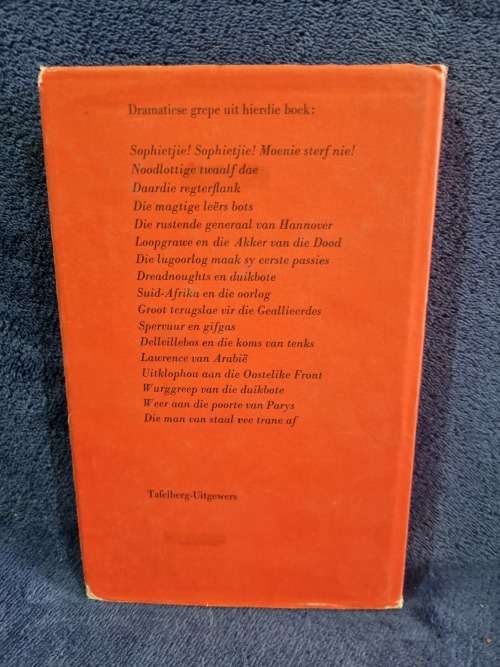 Dramatiese grepe uit hierdie boek:
Sophietjie! Sophietjie! Moenie sterf nie!
Noodlottige twaalf dae
Daardie regterflank
Die magtige leërs bots
Die rustende generaal van Hannover
Loopgrawe en die Akker van die Dood
Die lugoorlog maak sy eerste passies
Dreadnoughts en duikbote
Suid-Afrika en die oorlog
Groot terugslae vir die Geallieerdes
Spervuur en gifgas
Dellvillebos en die koms van tenks
Lawrence van Arabië
Uitklophou aan die Oostelike Front
Wurggreep van die duikbote
Weer aan die poorte van Parys
Die man van staal vee trane af
Tafelberg-Uitgewers